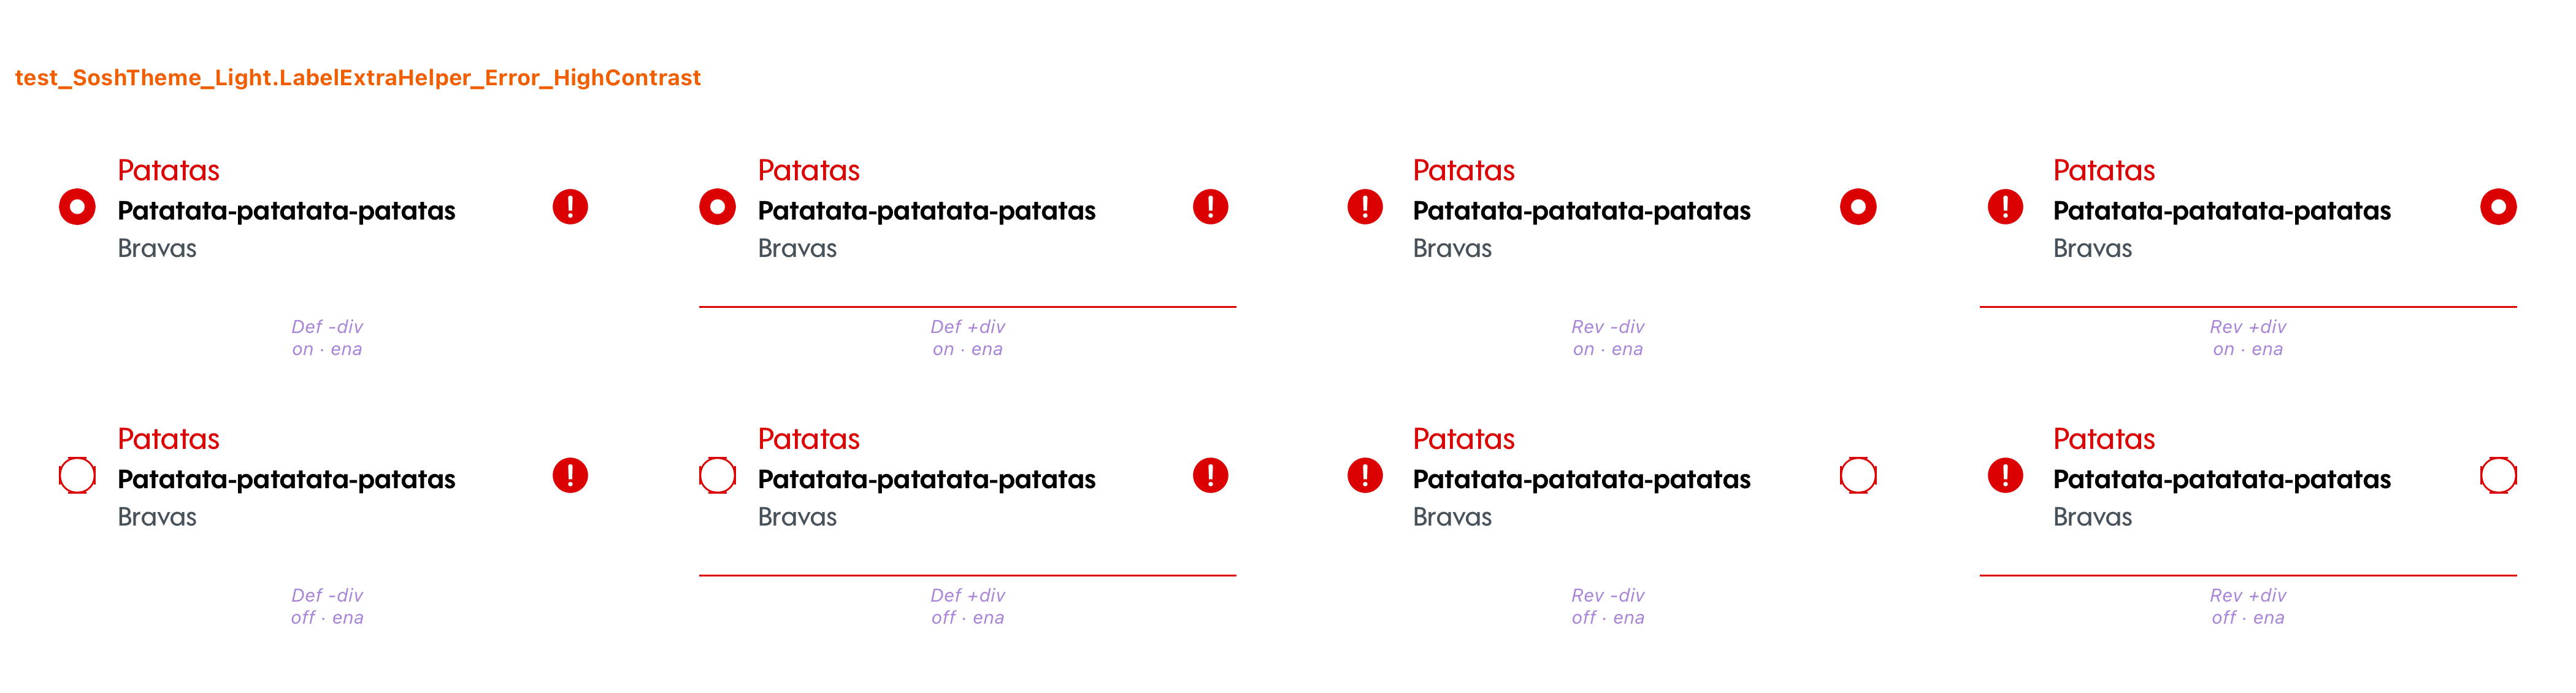 test_SoshTheme_Light.LabelExtraHelper_Error_HighContrast
Patatas
Patatata-patatata-patatas
Bravas
Def -div
on · ena
Patatas
Patatata-patatata-patatas
Bravas
Def +div
on · ena
Patatas
Patatata-patatata-patatas
Bravas
Rev -div
on · ena
Patatas
Patatata-patatata-patatas
Bravas
Rev +div
on · ena
Patatas
Patatata-patatata-patatas
Bravas
Def -div
off · ena
Patatas
Patatata-patatata-patatas
Bravas
Def +div
off · ena
Patatas
Patatata-patatata-patatas
Bravas
Rev -div
off · ena
Patatas
Patatata-patatata-patatas
Bravas
Rev +div
off · ena